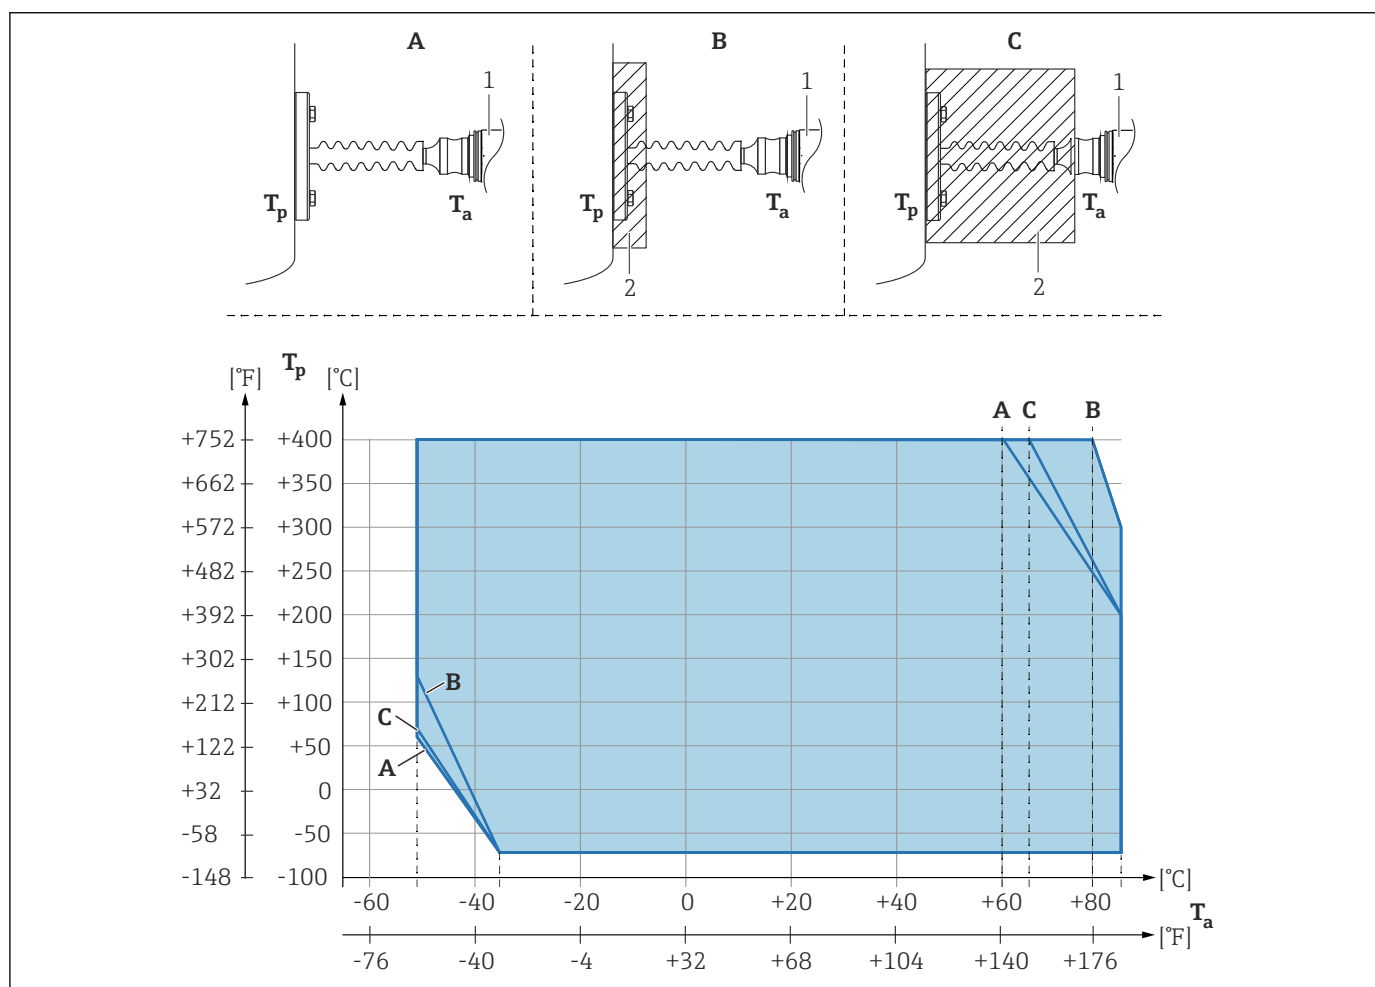 A B C
1 1 1
Tp Ta Tp Ta Tp Ta
2 2
Tp
[°F] [°C]
A C B
+752 +400
+662 +350
+572 +300
+482 +250
+392 +200
+302 +150
B
+212 +100
C
+122 +50
A
+32 0
-58 -50
-148 -100
[°C]
-60 -40 -20 0 +20 +40 +60 +80
Ta
[°F]
-76 -40 -4 +32 +68 +104 +140 +176